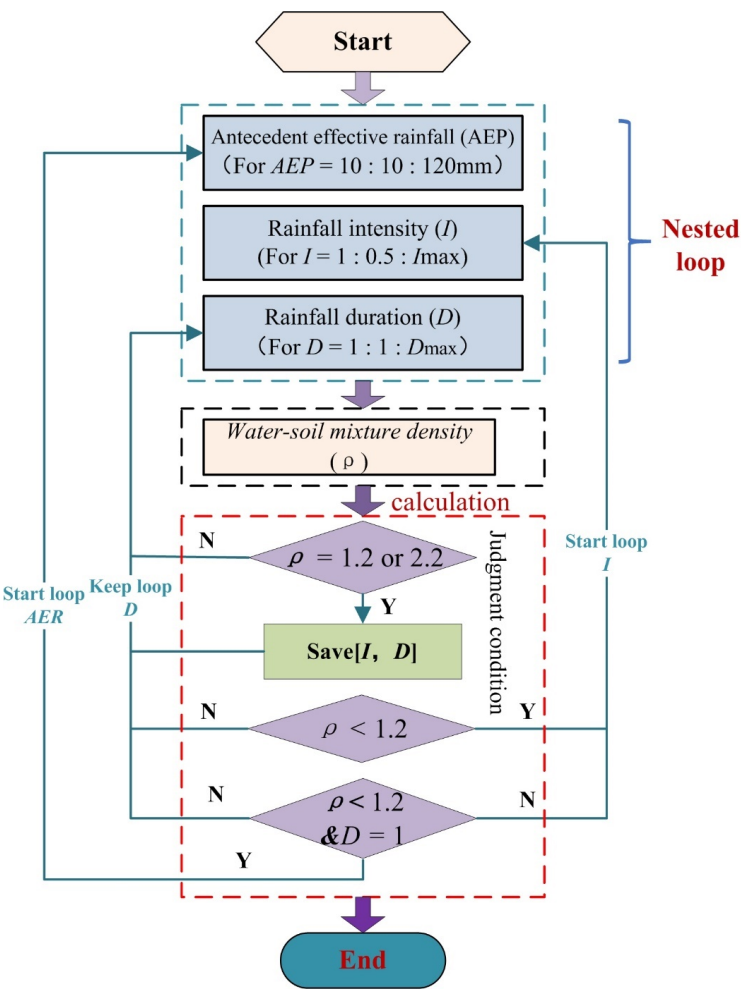 Start
Antecedent effective rainfall (AEP)
（For AEP = 10 : 10 : 120mm）
Rainfall intensity (I)
(For I = 1 : 0.5 : Imax)
Nested
loop
Rainfall duration (D)
（For D = 1 : 1 : Dmax）
Water-soil mixture density
( ρ )
calculation
N
ρ = 1.2 or 2.2
Judgment condition
Start loop
I
Start loop
AER
Keep loop
D
Y
Save[I, D]
N
ρ < 1.2
Y
N
ρ < 1.2
&D = 1
N
Y
End